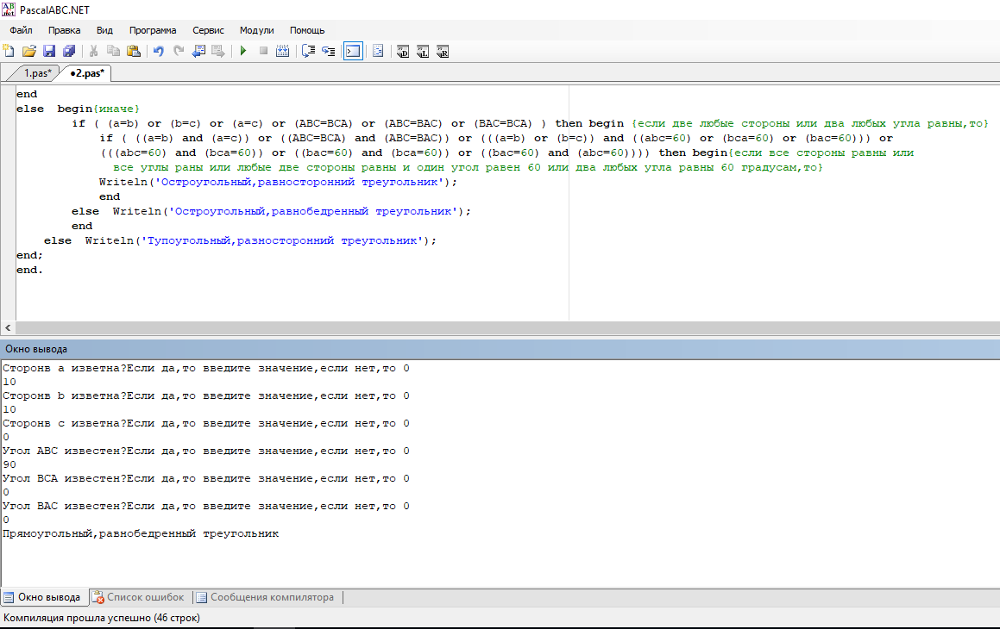 PascalABC.NET
Файл Правка Вид Программа Сервис Модули Помощь
1.pas* •2.pas*
end
else begin{иначе}
if ( (a=b) or (b=c) or (a=c) or (ABC=BCA) or (ABC=BAC) or (BAC=BCA) ) then begin {если две любые стороны или два любых угла равны,то}
if ( ((a=b) and (a=c)) or ((ABC=BCA) and (ABC=BAC)) or (((a=b) or (b=c)) and ((abc=60) or (bca=60) or (bac=60))) or
(((abc=60) and (bca=60)) or ((bac=60) and (bca=60)) or ((bac=60) and (abc=60)))) then begin{если все стороны равны или
все углы раны или любые две стороны равны и один угол равен 60 или два любых угла равны 60 градусам,то}
Writeln('Остроугольный,равносторонний треугольник');
end
else Writeln('Остроугольный,равнобедренный треугольник');
end
else Writeln('Тупоугольный,разносторонний треугольник');
end;
end.
Окно вывода
Сторонв a изветна?Если да,то введите значение,если нет,то 0
10
Сторонв b изветна?Если да,то введите значение,если нет,то 0
10
Сторонв c изветна?Если да,то введите значение,если нет,то 0
0
Угол ABC известен?Если да,то введите значение,если нет,то 0
90
Угол BCA известен?Если да,то введите значение,если нет,то 0
0
Угол BAC известен?Если да,то введите значение,если нет,то 0
0
Прямоугольный,равнобедренный треугольник
Окно вывода Список ошибок Сообщения компилятора
Компиляция прошла успешно (46 строк)